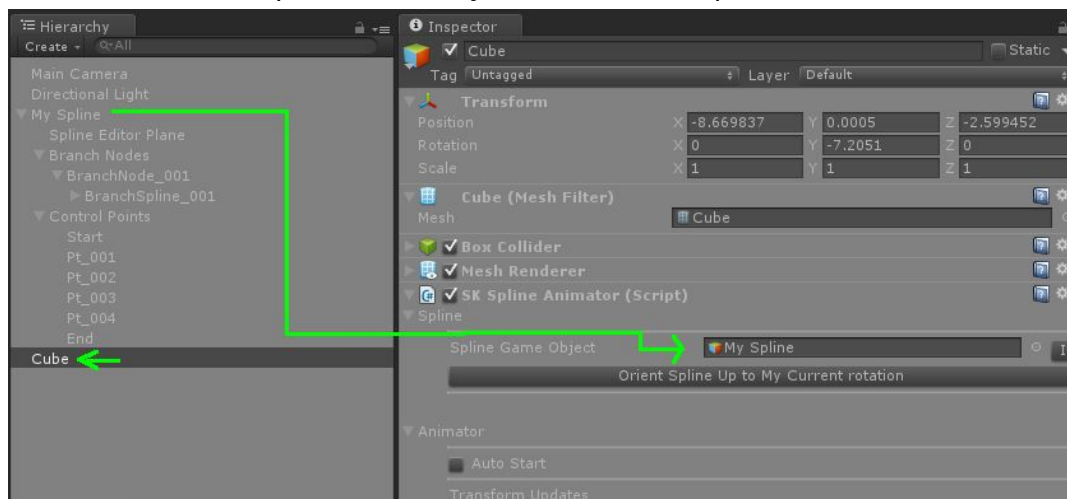 Hierarchy
Create
All
Main Camera
Directional Light
My Spline
Spline Editor Plane
Branch Nodes
BranchNode_001
BranchSpline_001
Control Points
Start
Pt_001
Pt_002
Pt_003
Pt_004
End
Cube
Inspector
Cube Static
Tag Untagged Layer Default
Transform
Position X -8.669837 Y 0.0005 Z -2.599452
Rotation X 0 Y -7.2051 Z 0
Scale X 1 Y 1 Z 1
Cube (Mesh Filter)
Mesh Cube
Box Collider
Mesh Renderer
SK Spline Animator (Script)
Spline
Spline Game Object My Spline
Orient Spline Up to My Current rotation
Animator
Auto Start
Transform Updates